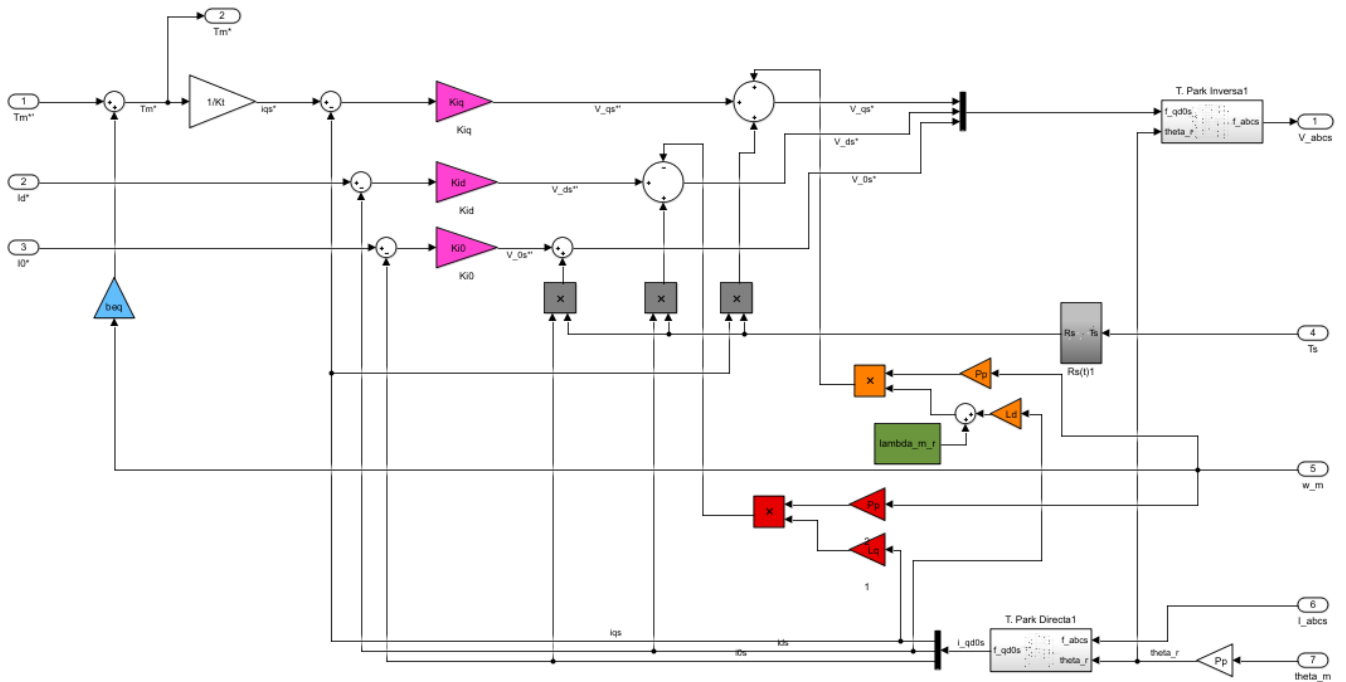 2
Tm*
T. Park Inversa1
1
Tm*'
Tm*
1/Kt
iqs*
Kiq
Kiq
V_qs*'
V_qs*
f_qd0s
theta_r
f_abcs
1
V_abcs
V_ds*
2
Id*
Kid
Kid
V_ds*'
V_0s*
3
I0*
Ki0
Ki0
V_0s*'
beq
×
×
×
Rs
Ts
Rs(t)1
4
Ts
×
Pp
Ld
lambda_m_r
5
w_m
×
Pp
2
Lq
1
6
I_abcs
T. Park Directa1
iqs
ids
i0s
i_qd0s
f_qd0s
f_abcs
theta_r
theta_r
Pp
7
theta_m